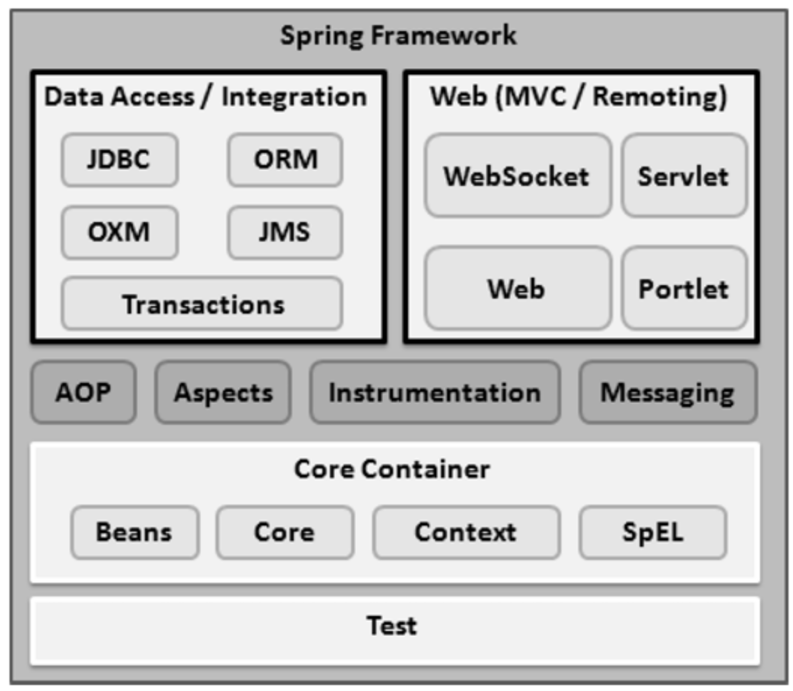 Spring Framework
Data Access / Integration
JDBC
ORM
OXM
JMS
Transactions
Web (MVC / Remoting)
WebSocket
Servlet
Web
Portlet
AOP
Aspects
Instrumentation
Messaging
Core Container
Beans
Core
Context
SpEL
Test